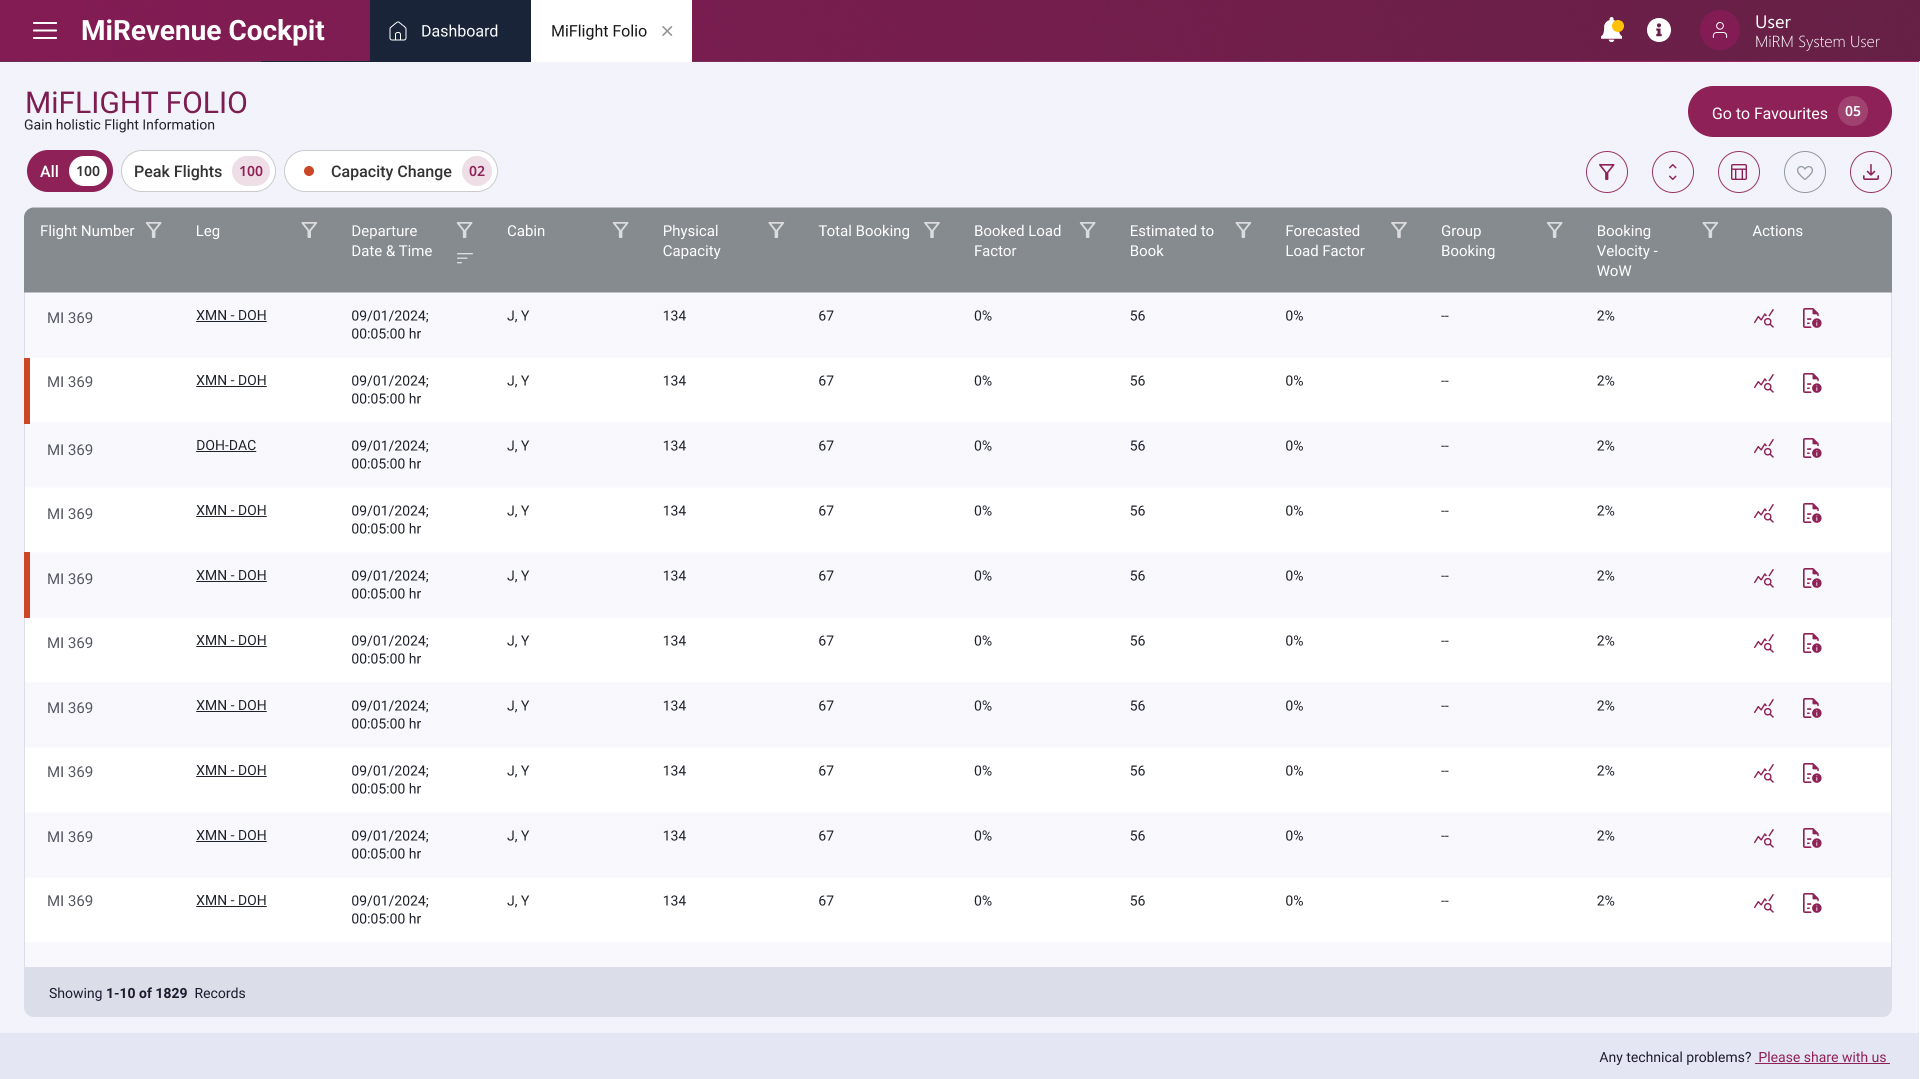 MiRevenue Cockpit
Dashboard
MiFlight Folio
User
MiRM System User
MiFLIGHT FOLIO
Gain holistic Flight Information
Go to Favourites 05
All 100
Peak Flights 100
Capacity Change 02
Flight Number Leg Departure Cabin Physical Total Booking Booked Load Estimated to Forecasted Group Booking Actions
Date & Time Capacity Factor Book Load Factor Booking Velocity -
WoW
MI 369 XMN - DOH 09/01/2024; J, Y 134 67 0% 56 0% -- 2%
00:05:00 hr
MI 369 XMN - DOH 09/01/2024; J, Y 134 67 0% 56 0% -- 2%
00:05:00 hr
MI 369 DOH-DAC 09/01/2024; J, Y 134 67 0% 56 0% -- 2%
00:05:00 hr
MI 369 XMN - DOH 09/01/2024; J, Y 134 67 0% 56 0% -- 2%
00:05:00 hr
MI 369 XMN - DOH 09/01/2024; J, Y 134 67 0% 56 0% -- 2%
00:05:00 hr
MI 369 XMN - DOH 09/01/2024; J, Y 134 67 0% 56 0% -- 2%
00:05:00 hr
MI 369 XMN - DOH 09/01/2024; J, Y 134 67 0% 56 0% -- 2%
00:05:00 hr
MI 369 XMN - DOH 09/01/2024; J, Y 134 67 0% 56 0% -- 2%
00:05:00 hr
MI 369 XMN - DOH 09/01/2024; J, Y 134 67 0% 56 0% -- 2%
00:05:00 hr
MI 369 XMN - DOH 09/01/2024; J, Y 134 67 0% 56 0% -- 2%
00:05:00 hr
Showing 1-10 of 1829 Records
Any technical problems? Please share with us